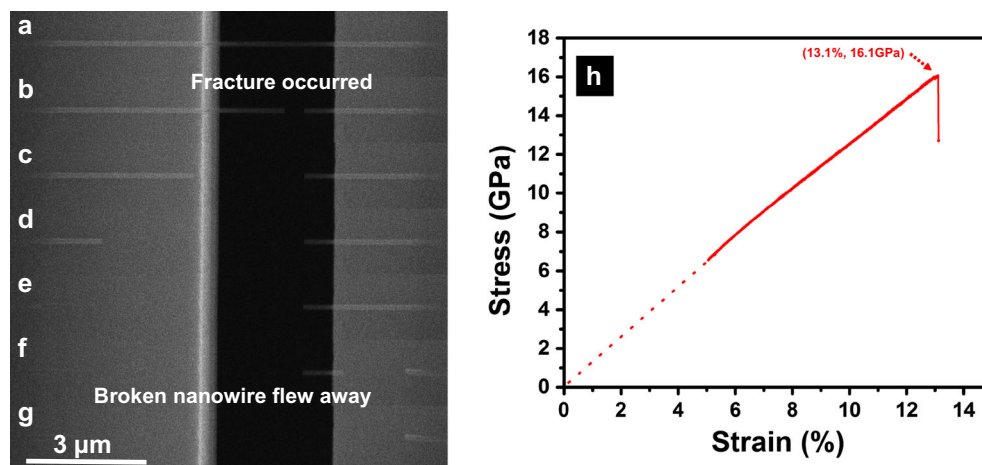 a
Fracture occurred
b
c
d
e
f
Broken nanowire flew away
g
3 μm
h
(13.1%, 16.1GPa)
18
16
14
12
10
8
6
4
2
0
0 2 4 6 8 10 12 14
Stress (GPa)
Strain (%)